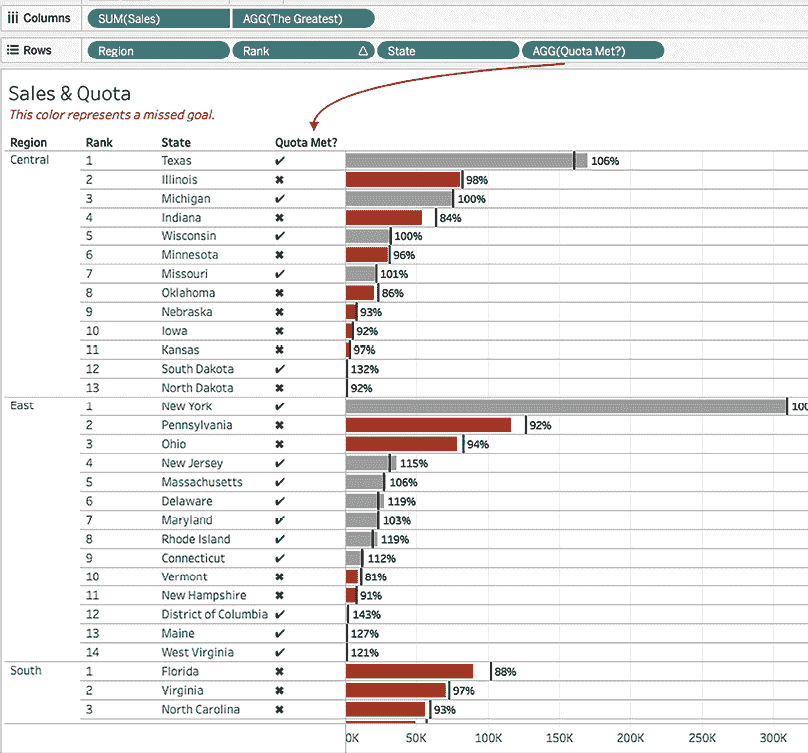 Columns SUM(Sales) AGG(The Greatest)
Rows Region Rank △ State AGG(Quota Met?)
Sales & Quota
This color represents a missed goal.
Region Rank State Quota Met?
Central 1 Texas ✔ 106%
2 Illinois ✖ 98%
3 Michigan ✔ 100%
4 Indiana ✖ 84%
5 Wisconsin ✔ 100%
6 Minnesota ✖ 96%
7 Missouri ✔ 101%
8 Oklahoma ✖ 86%
9 Nebraska ✖ 93%
10 Iowa ✖ 92%
11 Kansas ✖ 97%
12 South Dakota ✔ 132%
13 North Dakota ✖ 92%
East 1 New York ✔ 100
2 Pennsylvania ✖ 92%
3 Ohio ✖ 94%
4 New Jersey ✔ 115%
5 Massachusetts ✔ 106%
6 Delaware ✔ 119%
7 Maryland ✔ 103%
8 Rhode Island ✔ 119%
9 Connecticut ✔ 112%
10 Vermont ✖ 81%
11 New Hampshire ✖ 91%
12 District of Columbia ✔ 143%
13 Maine ✔ 127%
14 West Virginia ✔ 121%
South 1 Florida ✖ 88%
2 Virginia ✖ 97%
3 North Carolina ✖ 93%
0K 50K 100K 150K 200K 250K 300K